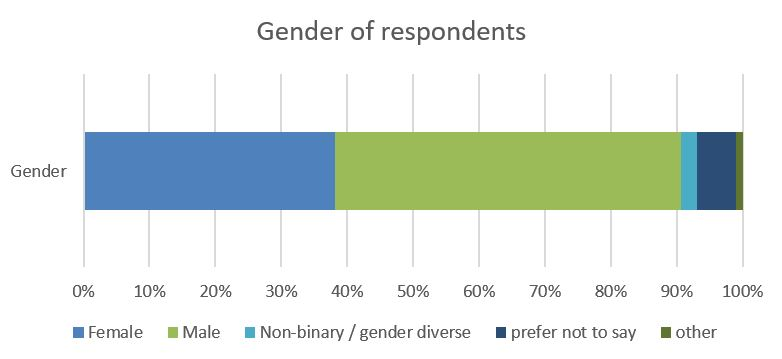 Gender of respondents
Gender
0% 10% 20% 30% 40% 50% 60% 70% 80% 90% 100%
Female Male Non-binary / gender diverse prefer not to say other